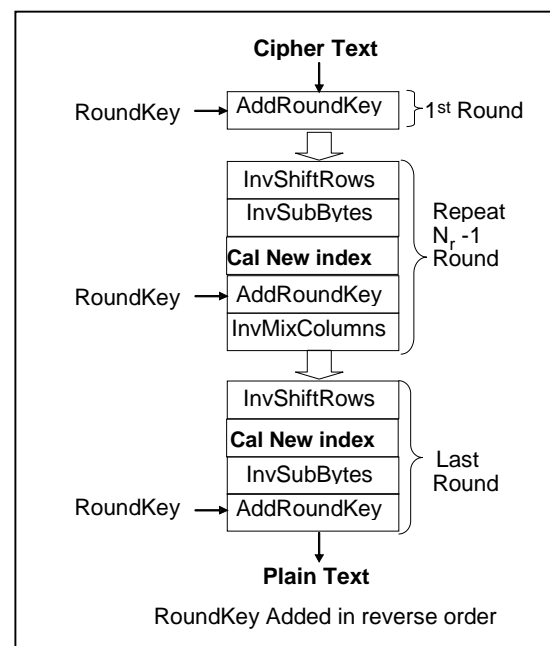 Cipher Text
RoundKey
AddRoundKey
1st Round
InvShiftRows
InvSubBytes
Cal New index
RoundKey
AddRoundKey
InvMixColumns
Repeat
Nr -1
Round
InvShiftRows
Cal New index
InvSubBytes
RoundKey
AddRoundKey
Last
Round
Plain Text
RoundKey Added in reverse order